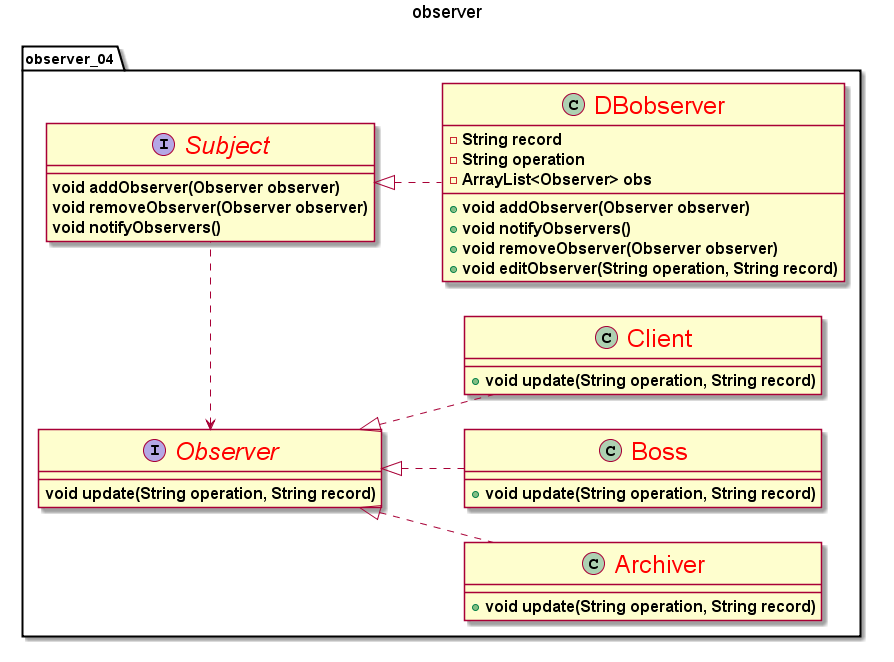 observer
observer_04
I Subject
void addObserver(Observer observer)
void removeObserver(Observer observer)
void notifyObservers()
C DBobserver
String record
String operation
ArrayList<Observer> obs
void addObserver(Observer observer)
void notifyObservers()
void removeObserver(Observer observer)
void editObserver(String operation, String record)
C Client
void update(String operation, String record)
I Observer
void update(String operation, String record)
C Boss
void update(String operation, String record)
C Archiver
void update(String operation, String record)